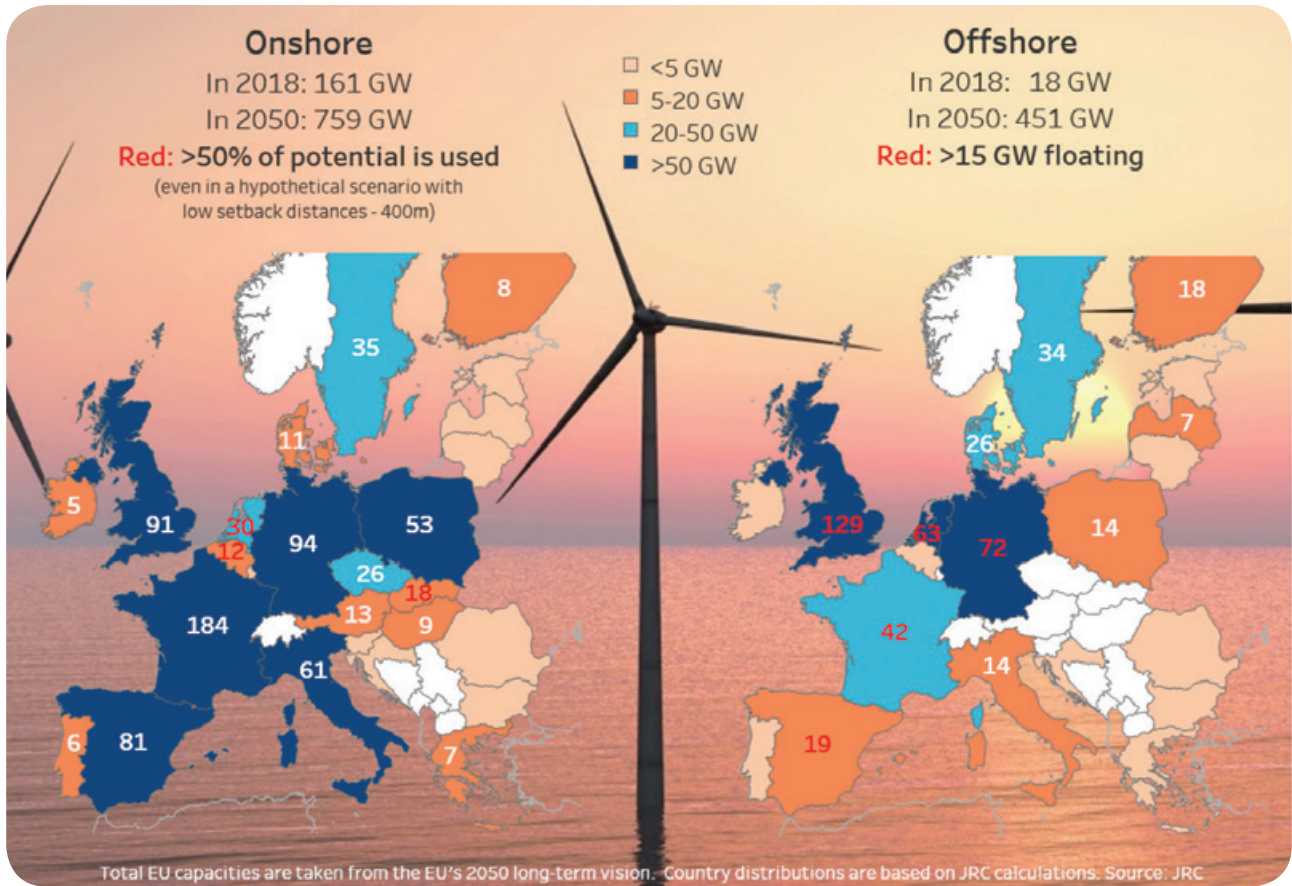 Onshore
In 2018: 161 GW
In 2050: 759 GW
Red: >50% of potential is used
(even in a hypothetical scenario with
low setback distances - 400m)
<5 GW
5-20 GW
20-50 GW
>50 GW
Offshore
In 2018: 18 GW
In 2050: 451 GW
Red: >15 GW floating
8
35
11
5
91
30
12
94
53
26
18
13
9
184
61
6
81
7
18
34
7
26
129
63
72
14
42
14
19
Total EU capacities are taken from the EU's 2050 long-term vision. Country distributions are based on JRC calculations. Source: JRC